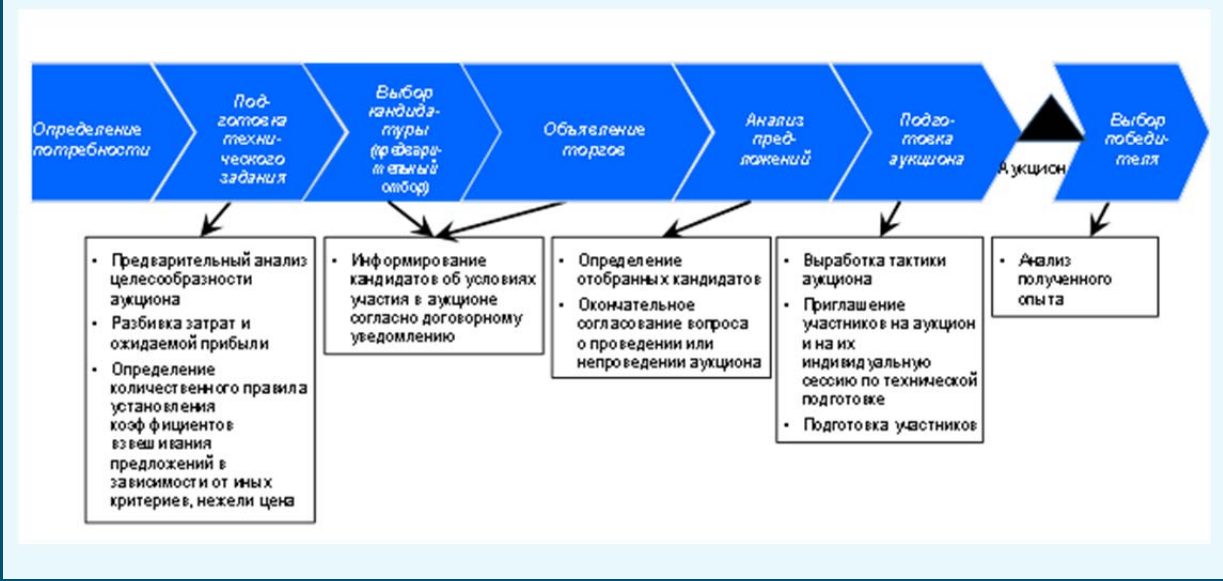 Определение
потребности
Под-
готовка
техни-
ческого
задания
Выбор
кандида-
туры
(предвари-
тельный
отбор)
Объявление
торгов
Анализ
пред-
ложений
Подго-
товка
аукциона
Аукцион
Выбор
победи-
теля
• Предварительный анализ
целесообразности
аукциона
• Разбивка затрат и
ожидаемой прибыли
• Определение
количественного правила
установления
коэффициентов
взвешивания
предложений в
зависимости от иных
критериев, нежели цена
• Информирование
кандидатов об условиях
участия в аукционе
согласно договорному
уведомлению
• Определение
отобранных кандидатов
• Окончательное
согласование вопроса
о проведении или
непроведении аукциона
• Выработка тактики
аукциона
• Приглашение
участников на аукцион
и на их
индивидуальную
сессию по технической
подготовке
• Подготовка участников
• Анализ
полученного
опыта